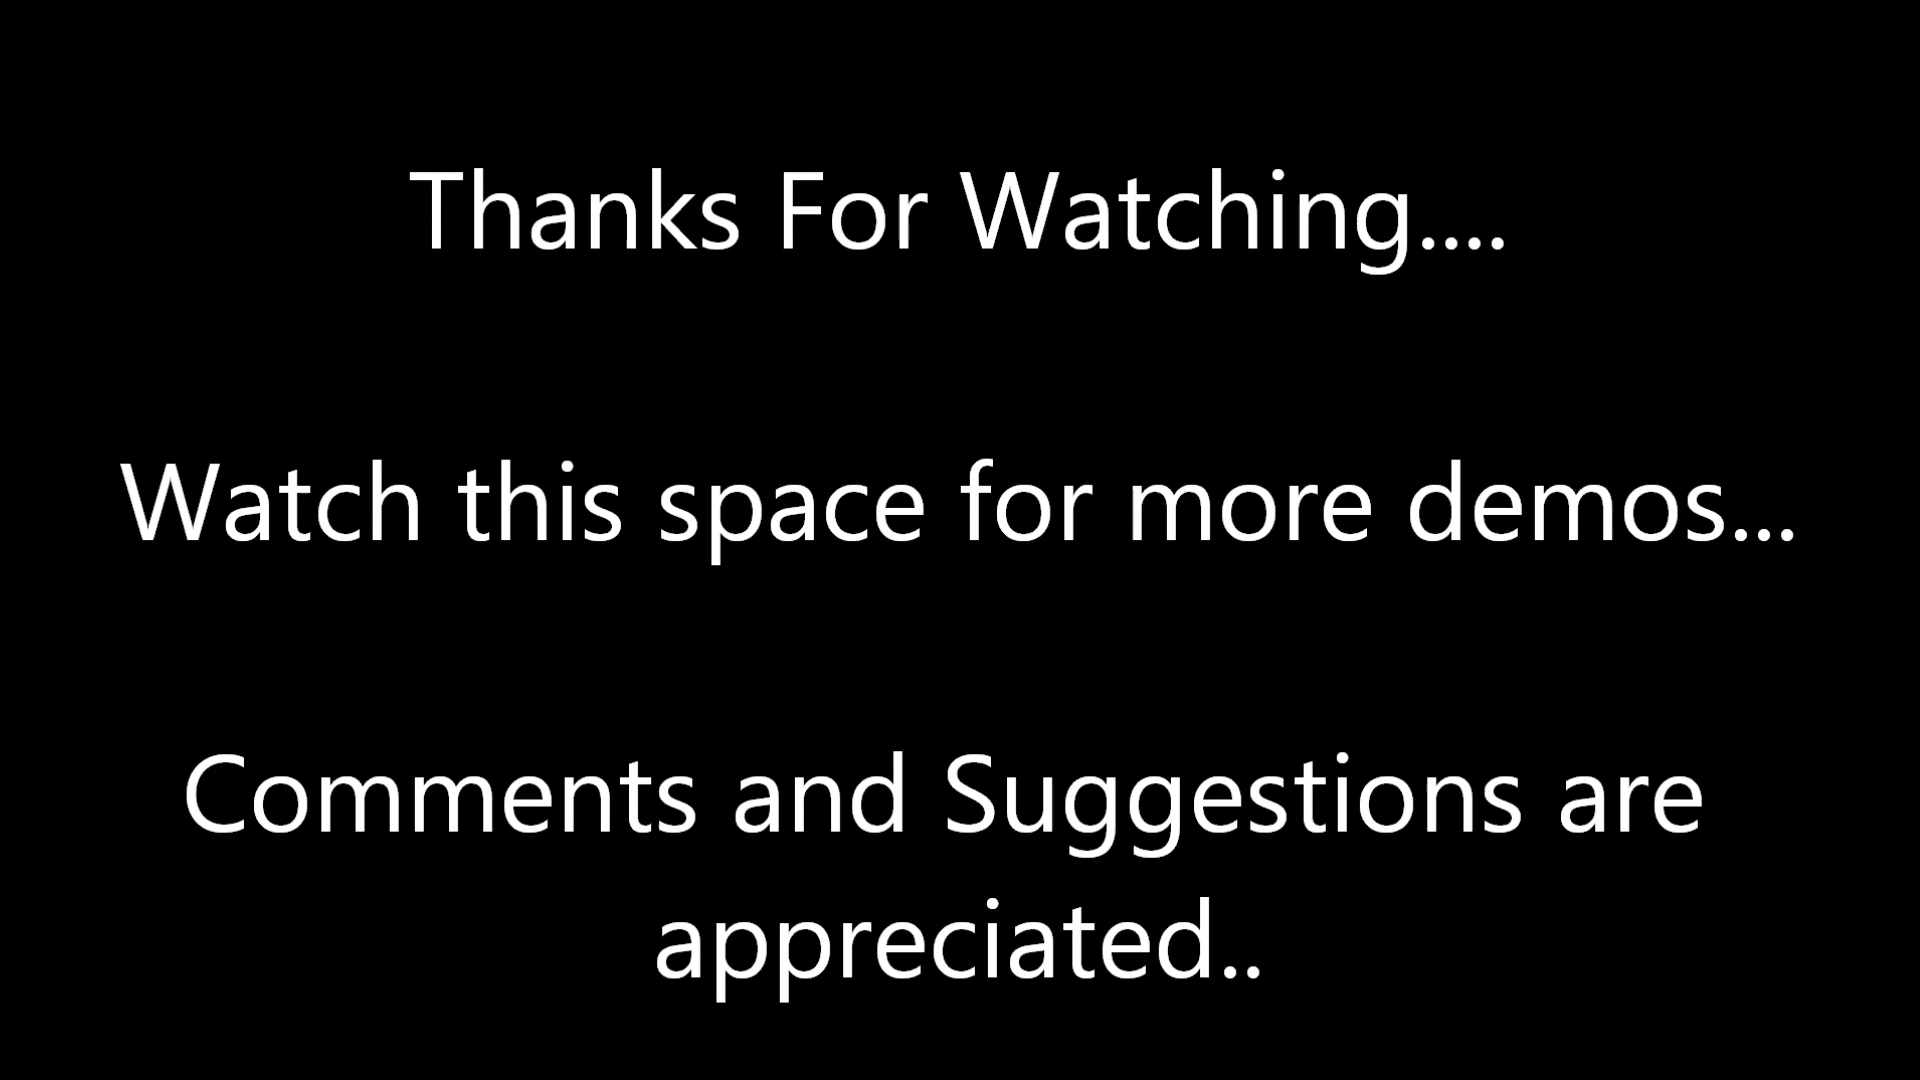 Thanks For Watching....
Watch this space for more demos...
Comments and Suggestions are
appreciated..